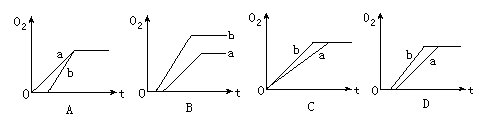 O₂ a b O t A
O₂ b a O t B
O₂ b a O t C
O₂ b a O t D